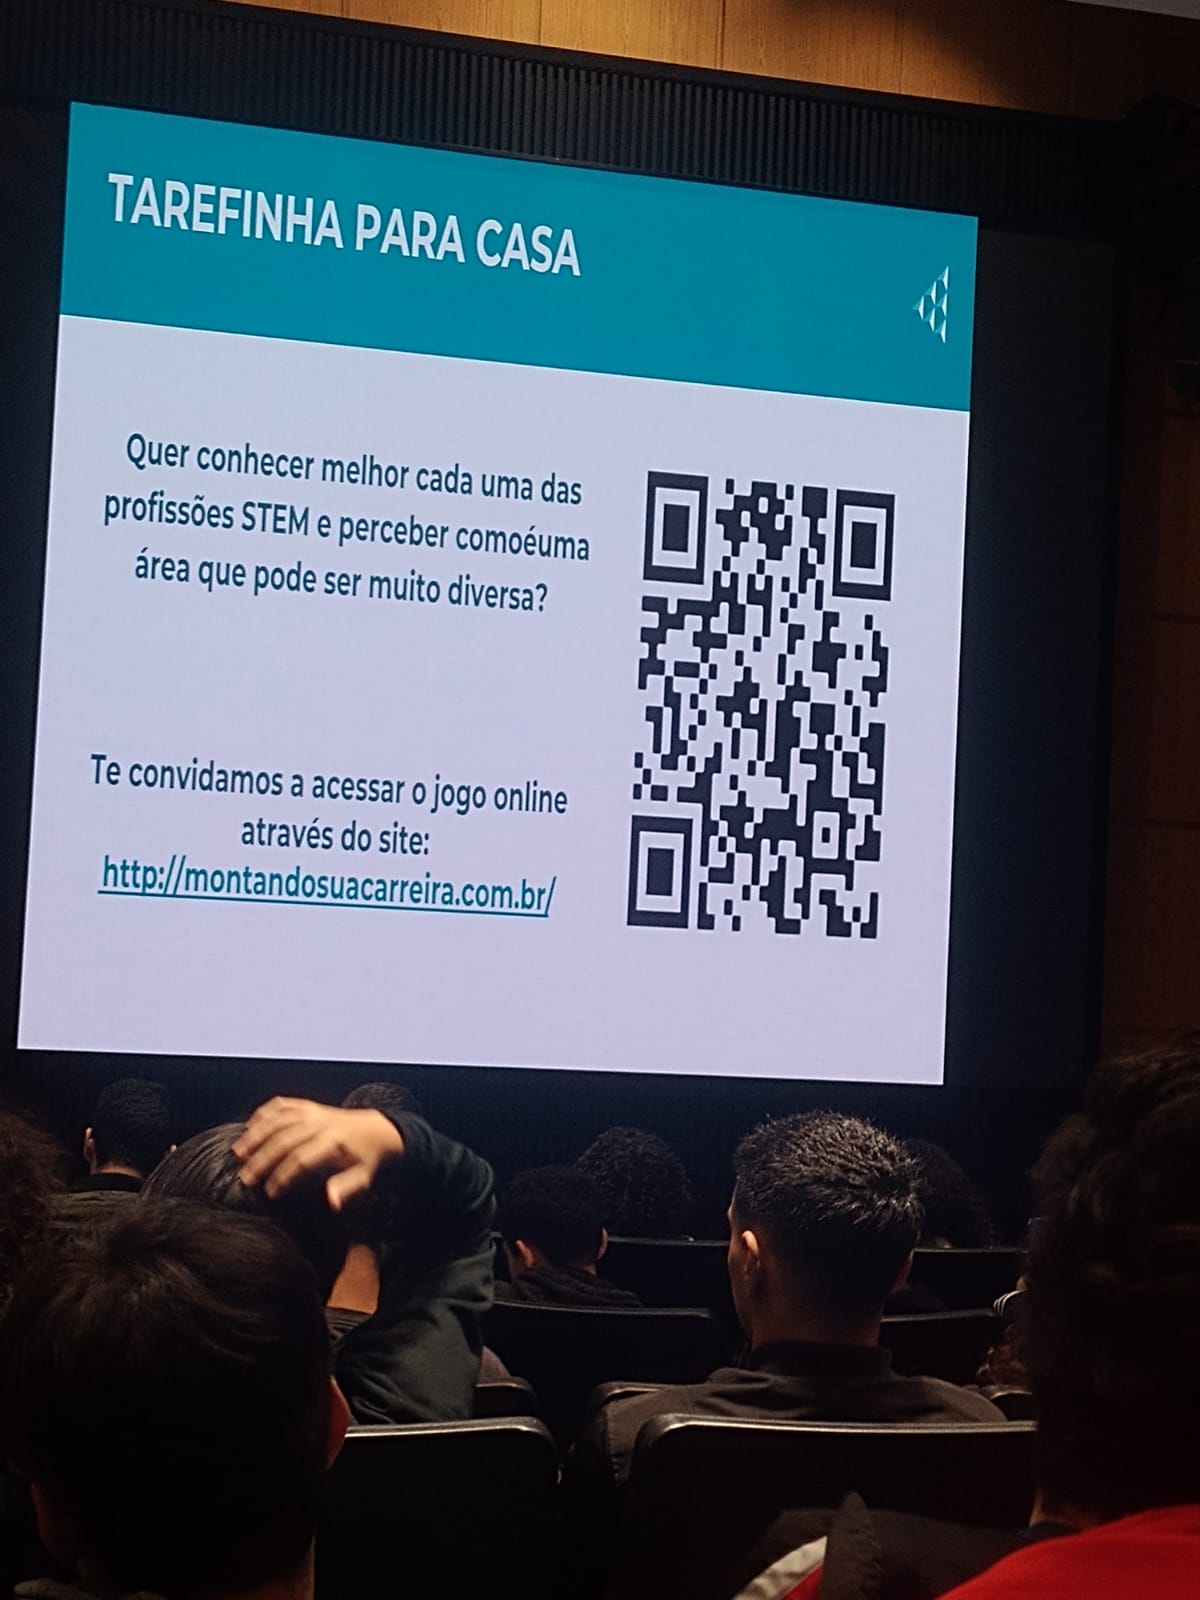 TAREFINHA PARA CASA
Quer conhecer melhor cada uma das
profissões STEM e perceber comoéuma
área que pode ser muito diversa?
Te convidamos a acessar o jogo online
através do site:
http://montandosuacarreira.com.br/